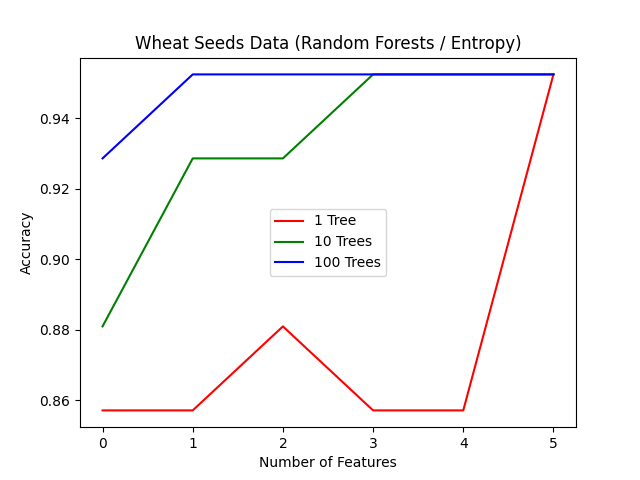 Wheat Seeds Data (Random Forests / Entropy)
0.94
0.92
0.90
0.88
0.86
Accuracy
1 Tree
10 Trees
100 Trees
0 1 2 3 4 5
Number of Features